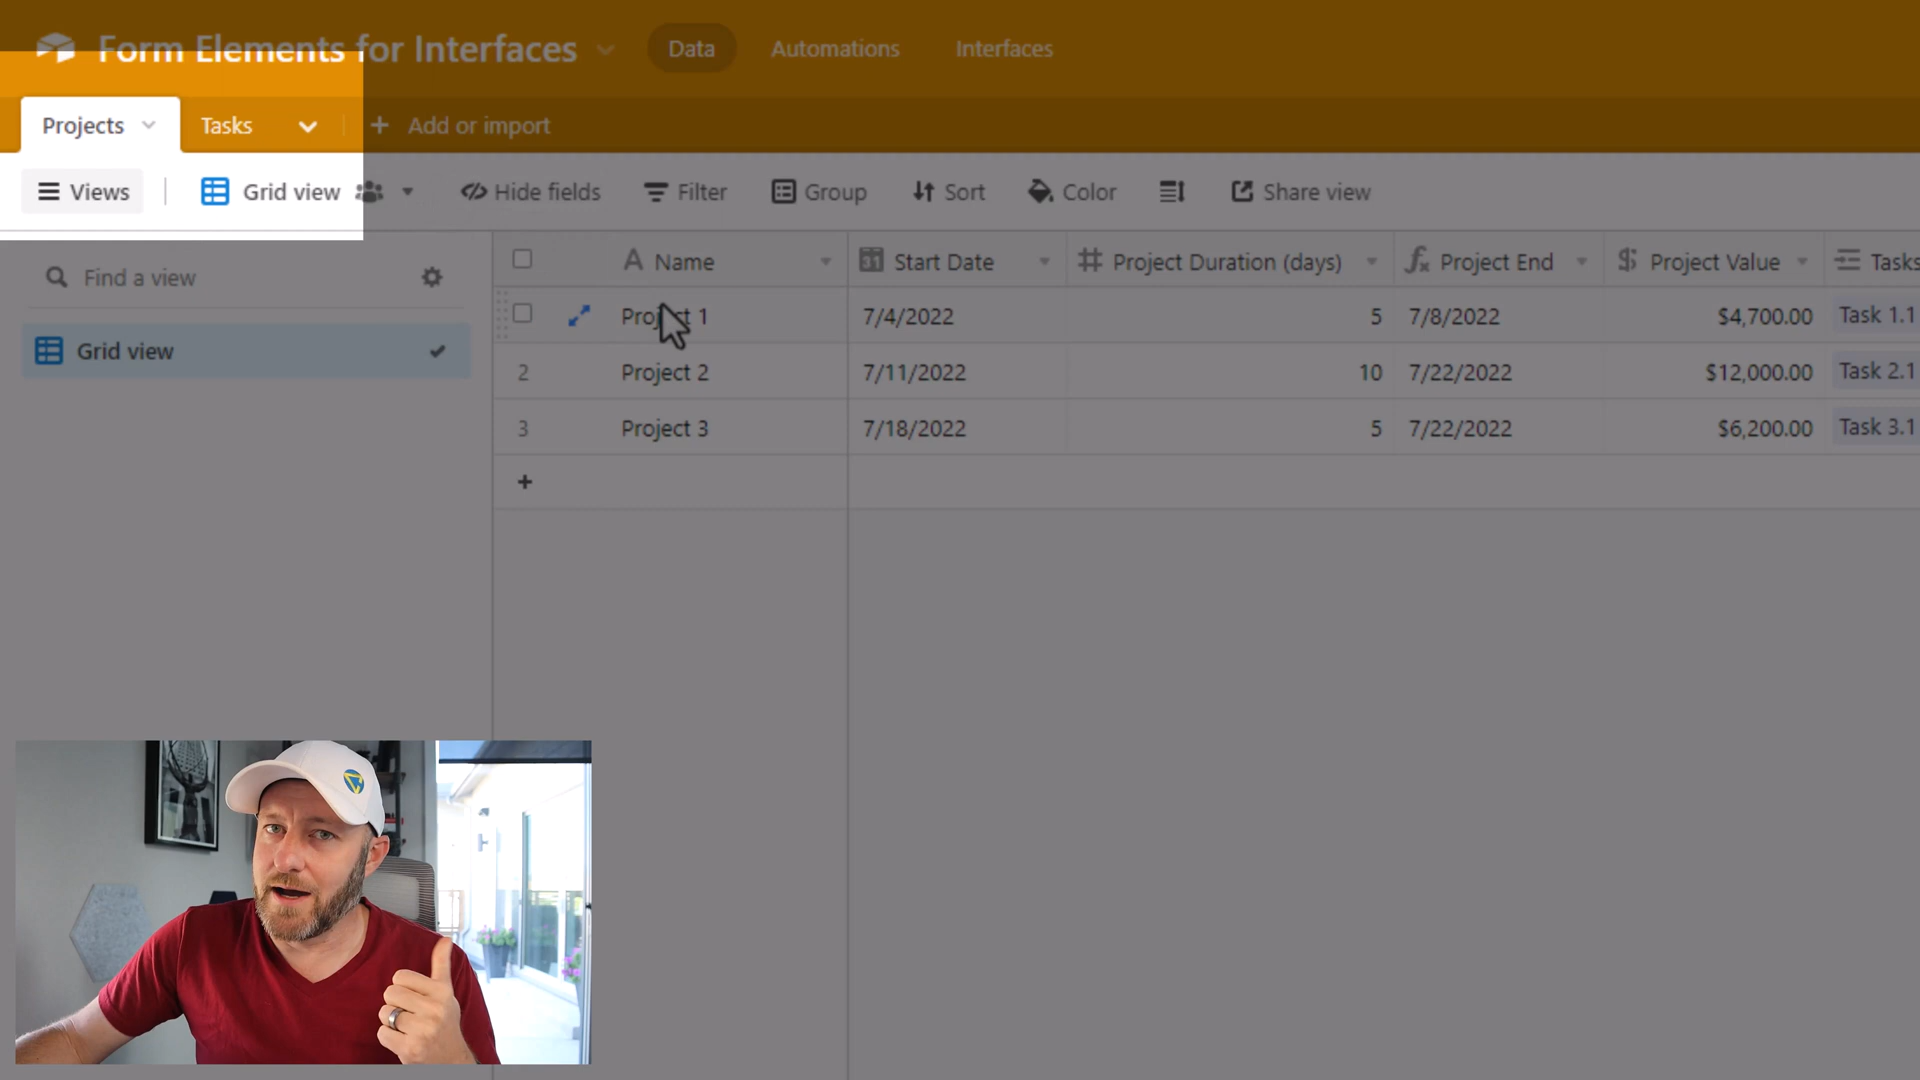 Form Elements for Interfaces Data Automations Interfaces
Projects Tasks + Add or import
Views Grid view Hide fields Filter Group Sort Color Share view
Find a view
Grid view
Name Start Date Project Duration (days) Project End Project Value Tasks
Project 1 7/4/2022 5 7/8/2022 $4,700.00 Task 1.1
2 Project 2 7/11/2022 10 7/22/2022 $12,000.00 Task 2.1
3 Project 3 7/18/2022 5 7/22/2022 $6,200.00 Task 3.1
+